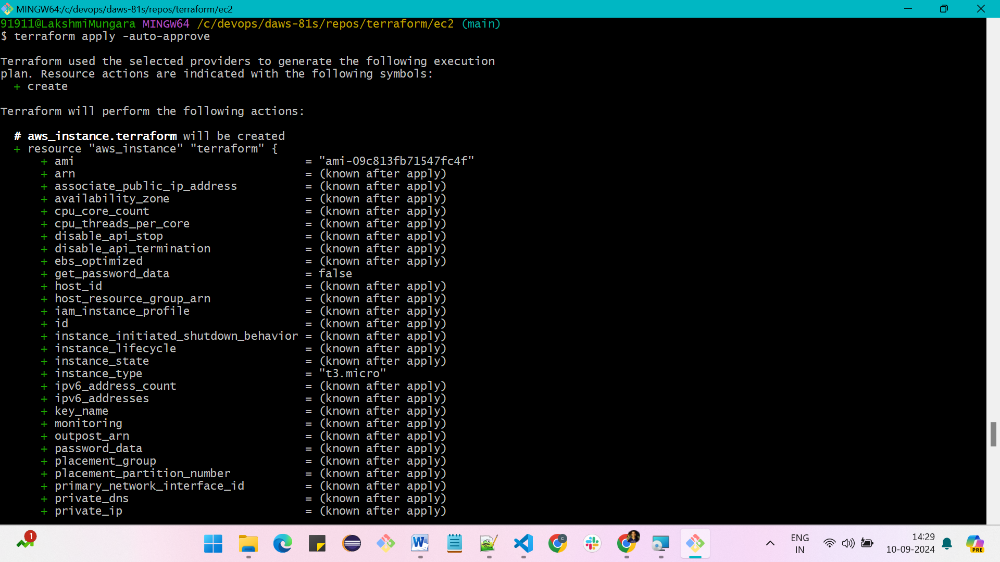 MINGW64:/c/devops/daws-81s/repos/terraform/ec2
91911@LakshmiMungara MINGW64 /c/devops/daws-81s/repos/terraform/ec2 (main)
$ terraform apply -auto-approve
Terraform used the selected providers to generate the following execution
plan. Resource actions are indicated with the following symbols:
+ create
Terraform will perform the following actions:
# aws_instance.terraform will be created
+ resource "aws_instance" "terraform" {
+ ami = "ami-09c813fb71547fc4f"
+ arn = (known after apply)
+ associate_public_ip_address = (known after apply)
+ availability_zone = (known after apply)
+ cpu_core_count = (known after apply)
+ cpu_threads_per_core = (known after apply)
+ disable_api_stop = (known after apply)
+ disable_api_termination = (known after apply)
+ ebs_optimized = (known after apply)
+ get_password_data = false
+ host_id = (known after apply)
+ host_resource_group_arn = (known after apply)
+ iam_instance_profile = (known after apply)
+ id = (known after apply)
+ instance_initiated_shutdown_behavior = (known after apply)
+ instance_lifecycle = (known after apply)
+ instance_state = (known after apply)
+ instance_type = "t3.micro"
+ ipv6_address_count = (known after apply)
+ ipv6_addresses = (known after apply)
+ key_name = (known after apply)
+ monitoring = (known after apply)
+ outpost_arn = (known after apply)
+ password_data = (known after apply)
+ placement_group = (known after apply)
+ placement_partition_number = (known after apply)
+ primary_network_interface_id = (known after apply)
+ private_dns = (known after apply)
+ private_ip = (known after apply)
1
W
C
ENG
IN
14:29
10-09-2024
PRE